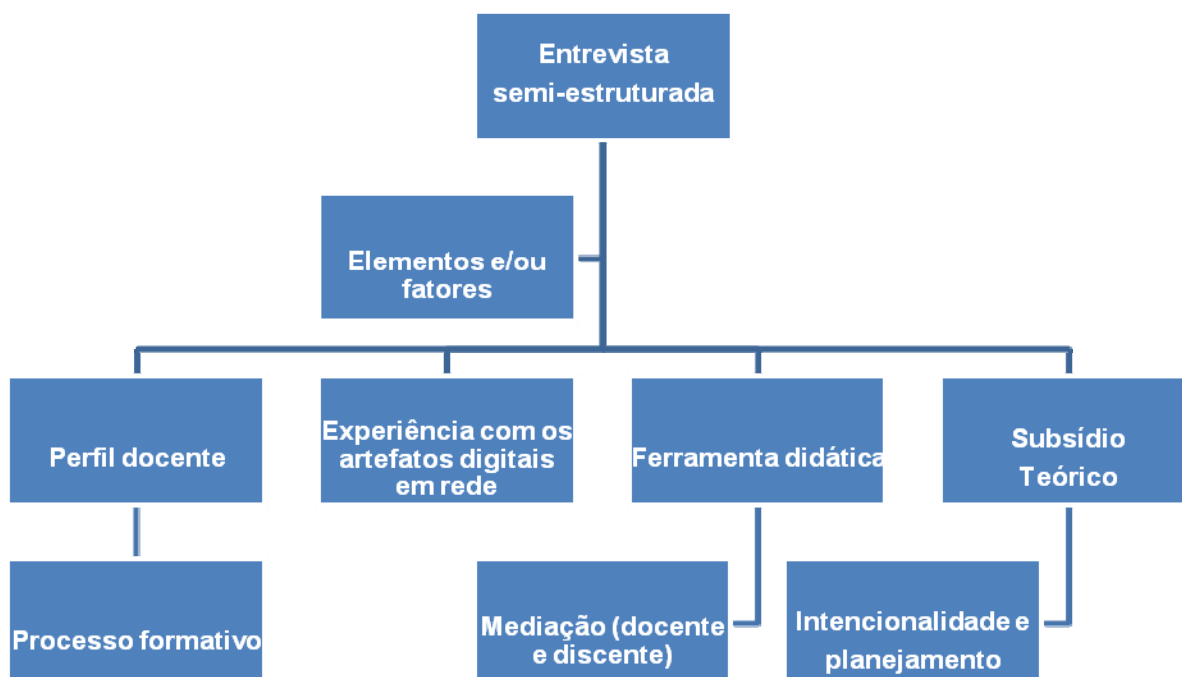 Entrevista
semi-estruturada
Elementos e/ou
fatores
Perfil docente
Experiência com os
artefatos digitais
em rede
Ferramenta didática
Subsídio
Teórico
Processo formativo
Mediação (docente
e discente)
Intencionalidade e
planejamento